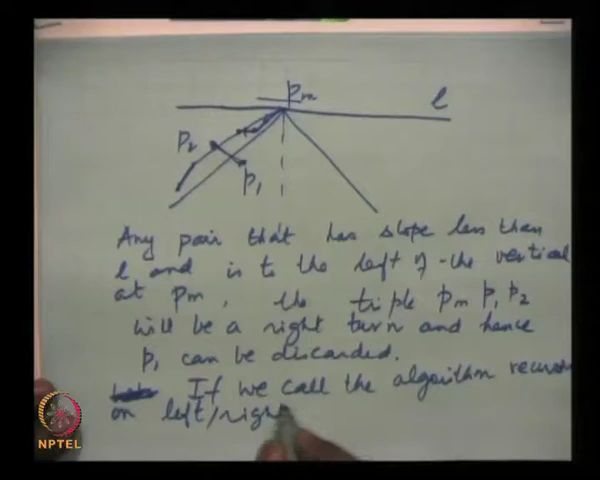 pm l
p2
p1
Any pair that has slope less than
l and is to the left of the vertical
at pm, the triple pm p1 p2
will be a right turn and hence
p1 can be discarded.
If we call the algorithm
on left/righ
NPTEL